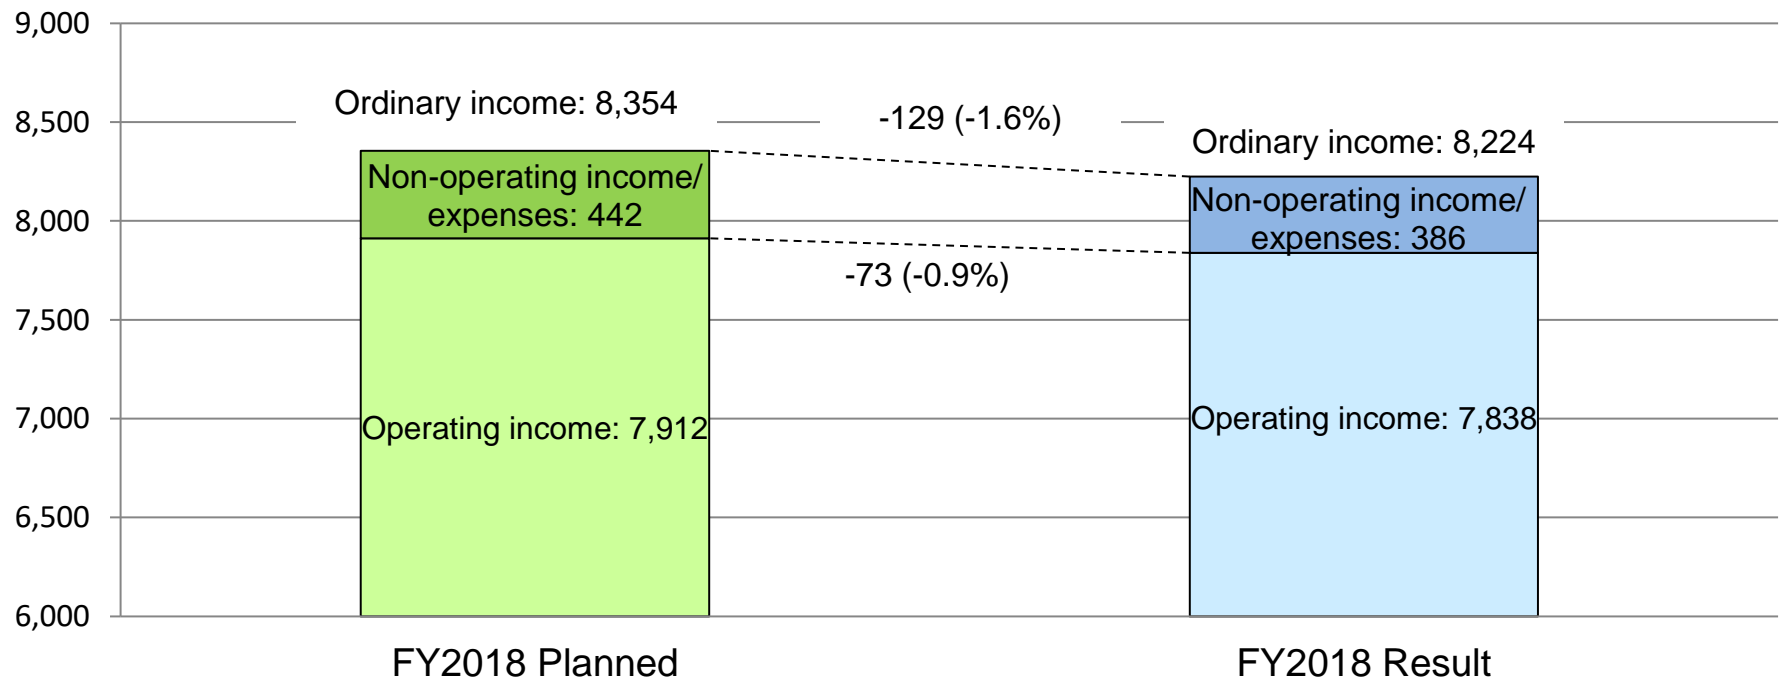 9,000
8,500
8,000
7,500
7,000
6,500
6,000
Ordinary income: 8,354
-129 (-1.6%)
Ordinary income: 8,224
Non-operating income/
expenses: 442
Non-operating income/
expenses: 386
-73 (-0.9%)
Operating income: 7,912
Operating income: 7,838
FY2018 Planned
FY2018 Result